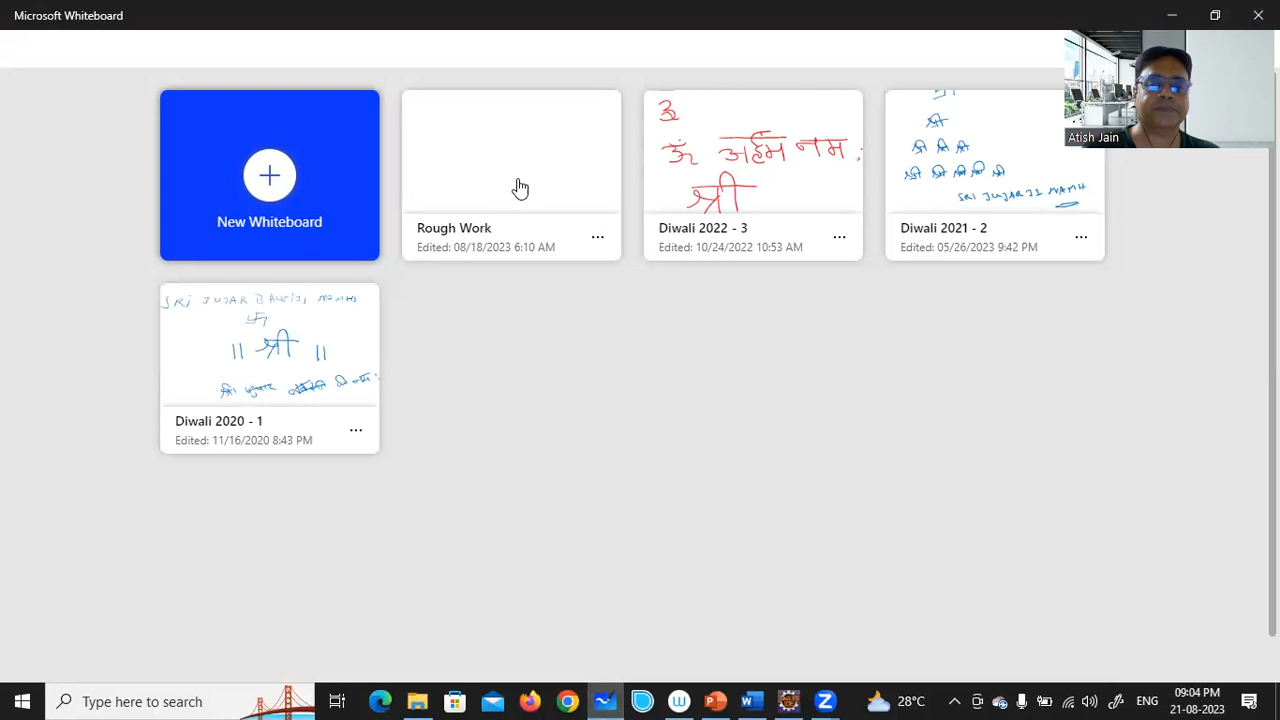 Microsoft Whiteboard
Atish Jain
New Whiteboard
ॐ
ॐ अर्हम नम:
श्री
श्री
श्री श्री श्री
श्री श्री श्री श्री श्री
SRI JUJARJI NAMH
Rough Work
Edited: 08/18/2023 6:10 AM
Diwali 2022 - 3
Edited: 10/24/2022 10:53 AM
Diwali 2021 - 2
Edited: 05/26/2023 9:42 PM
SRI JUJAR
卐
|| श्री ||
श्री
Diwali 2020 - 1
Edited: 11/16/2020 8:43 PM
Type here to search
28°C
ENG
09:04 PM
21-08-2023